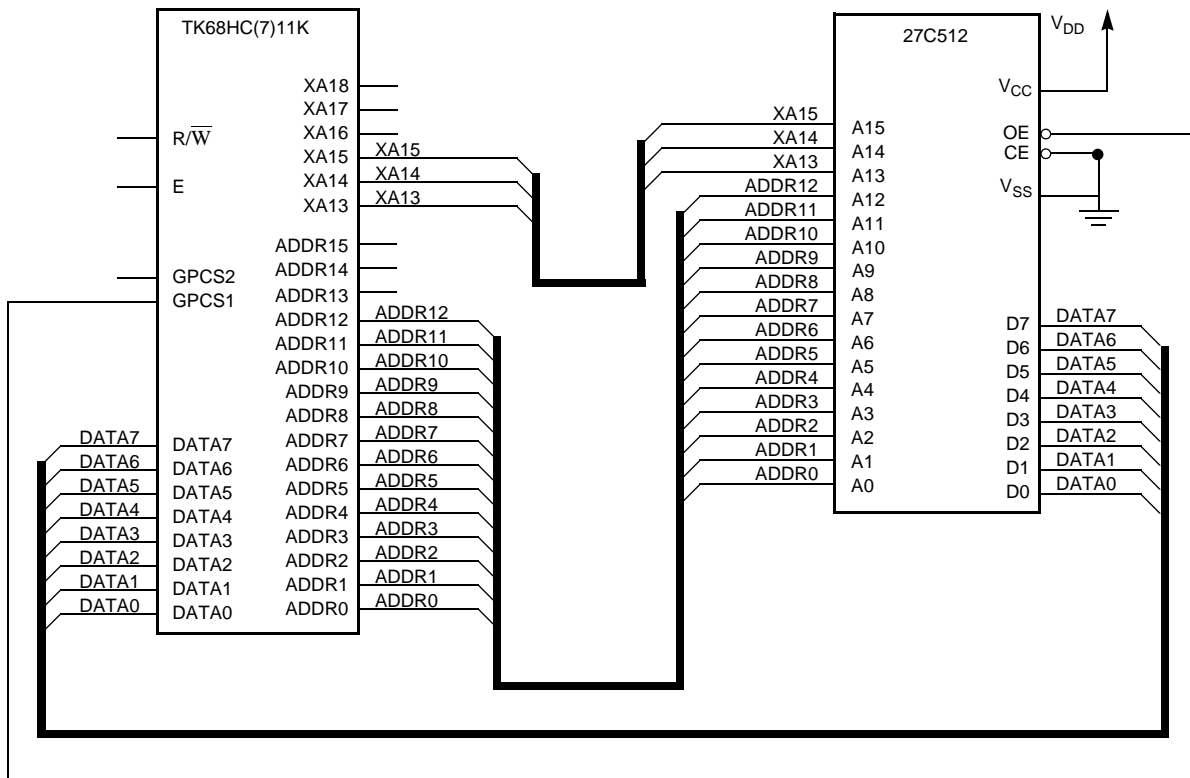 TK68HC(7)11K
XA18
XA17
XA16
XA15
XA14
XA13
R/W̅
E
ADDR15
ADDR14
ADDR13
GPCS2
GPCS1
ADDR12
ADDR11
ADDR10
ADDR9
ADDR8
ADDR7
ADDR6
ADDR5
ADDR4
ADDR3
ADDR2
ADDR1
ADDR0
DATA7
DATA6
DATA5
DATA4
DATA3
DATA2
DATA1
DATA0
DATA7
DATA6
DATA5
DATA4
DATA3
DATA2
DATA1
DATA0
XA15
XA14
XA13
ADDR12
ADDR11
ADDR10
ADDR9
ADDR8
ADDR7
ADDR6
ADDR5
ADDR4
ADDR3
ADDR2
ADDR1
ADDR0
27C512
VDD
VCC
OE
CE
VSS
XA15
XA14
XA13
ADDR12
ADDR11
ADDR10
ADDR9
ADDR8
ADDR7
ADDR6
ADDR5
ADDR4
ADDR3
ADDR2
ADDR1
ADDR0
A15
A14
A13
A12
A11
A10
A9
A8
A7
A6
A5
A4
A3
A2
A1
A0
D7
D6
D5
D4
D3
D2
D1
D0
DATA7
DATA6
DATA5
DATA4
DATA3
DATA2
DATA1
DATA0